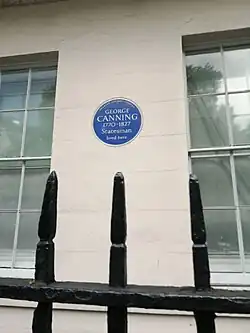 GEORGE
CANNING
1770-1827
Statesman
lived here